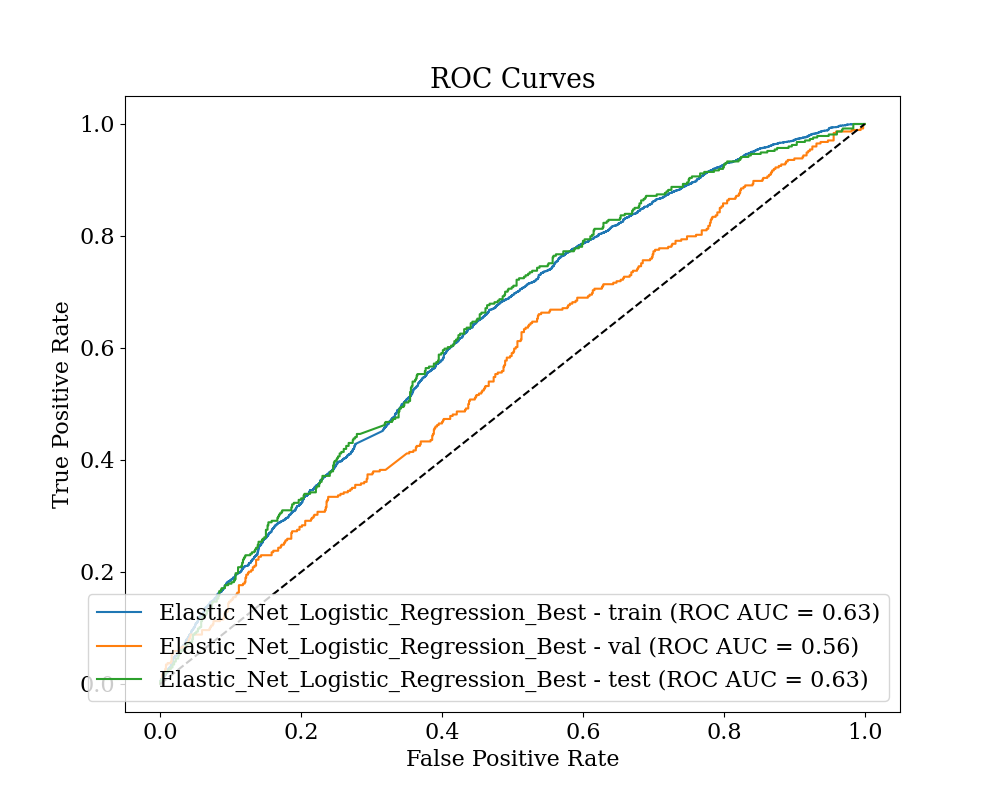 ROC Curves
True Positive Rate
1.0
0.8
0.6
0.4
0.2
0.0
Elastic_Net_Logistic_Regression_Best - train (ROC AUC = 0.63)
Elastic_Net_Logistic_Regression_Best - val (ROC AUC = 0.56)
Elastic_Net_Logistic_Regression_Best - test (ROC AUC = 0.63)
0.0 0.2 0.4 0.6 0.8 1.0
False Positive Rate